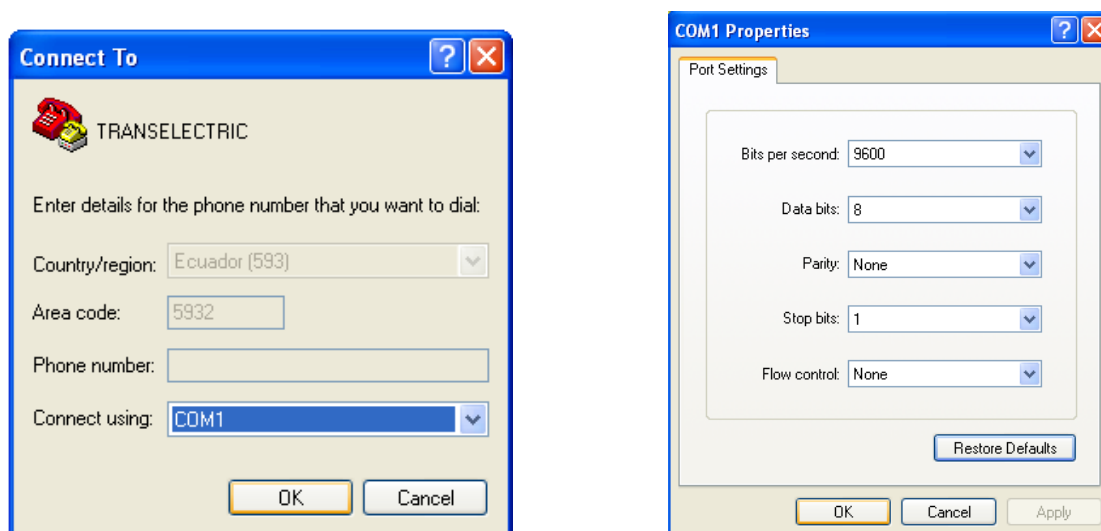 Connect To
TRANSELECTRIC
Enter details for the phone number that you want to dial:
Country/region: Ecuador (593)
Area code: 5932
Phone number:
Connect using: COM1
OK Cancel
COM1 Properties
Port Settings
Bits per second: 9600
Data bits: 8
Parity: None
Stop bits: 1
Flow control: None
Restore Defaults
OK Cancel Apply